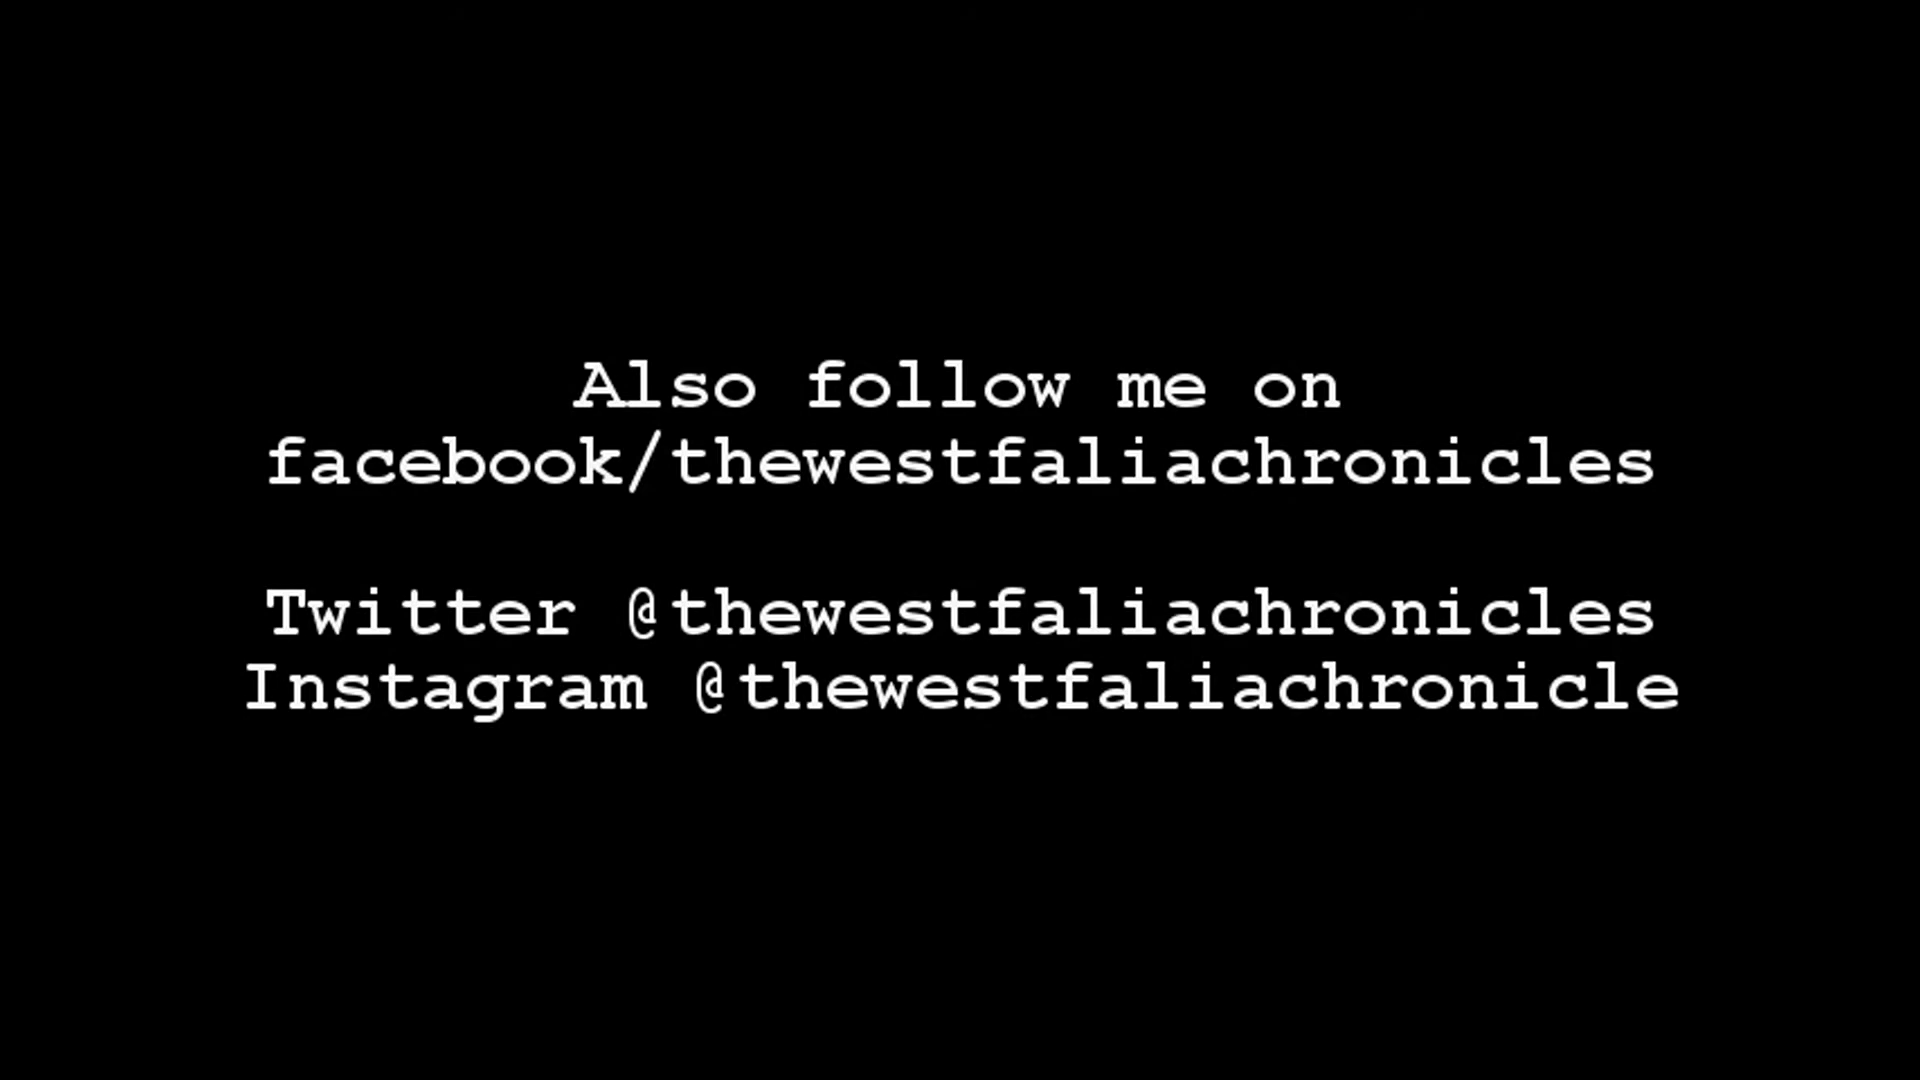 Also follow me on
facebook/thewestfaliachronicles
Twitter @thewestfaliachronicles
Instagram @thewestfaliachronicle